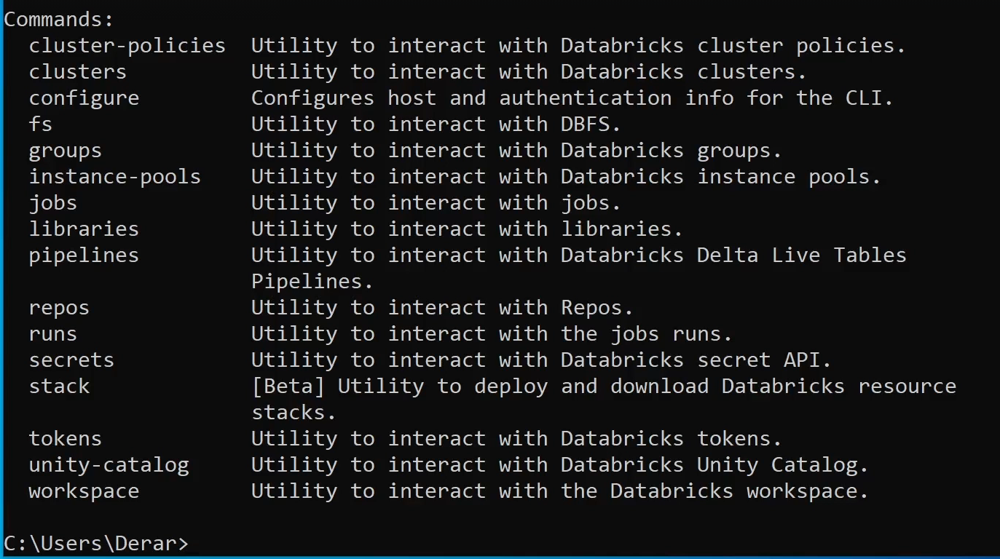 Commands:
  cluster-policies  Utility to interact with Databricks cluster policies.
  clusters          Utility to interact with Databricks clusters.
  configure         Configures host and authentication info for the CLI.
  fs                Utility to interact with DBFS.
  groups            Utility to interact with Databricks groups.
  instance-pools    Utility to interact with Databricks instance pools.
  jobs              Utility to interact with jobs.
  libraries         Utility to interact with libraries.
  pipelines         Utility to interact with Databricks Delta Live Tables
                    Pipelines.
  repos             Utility to interact with Repos.
  runs              Utility to interact with the jobs runs.
  secrets           Utility to interact with Databricks secret API.
  stack             [Beta] Utility to deploy and download Databricks resource
                    stacks.
  tokens            Utility to interact with Databricks tokens.
  unity-catalog     Utility to interact with Databricks Unity Catalog.
  workspace         Utility to interact with the Databricks workspace.

C:\Users\Derar>